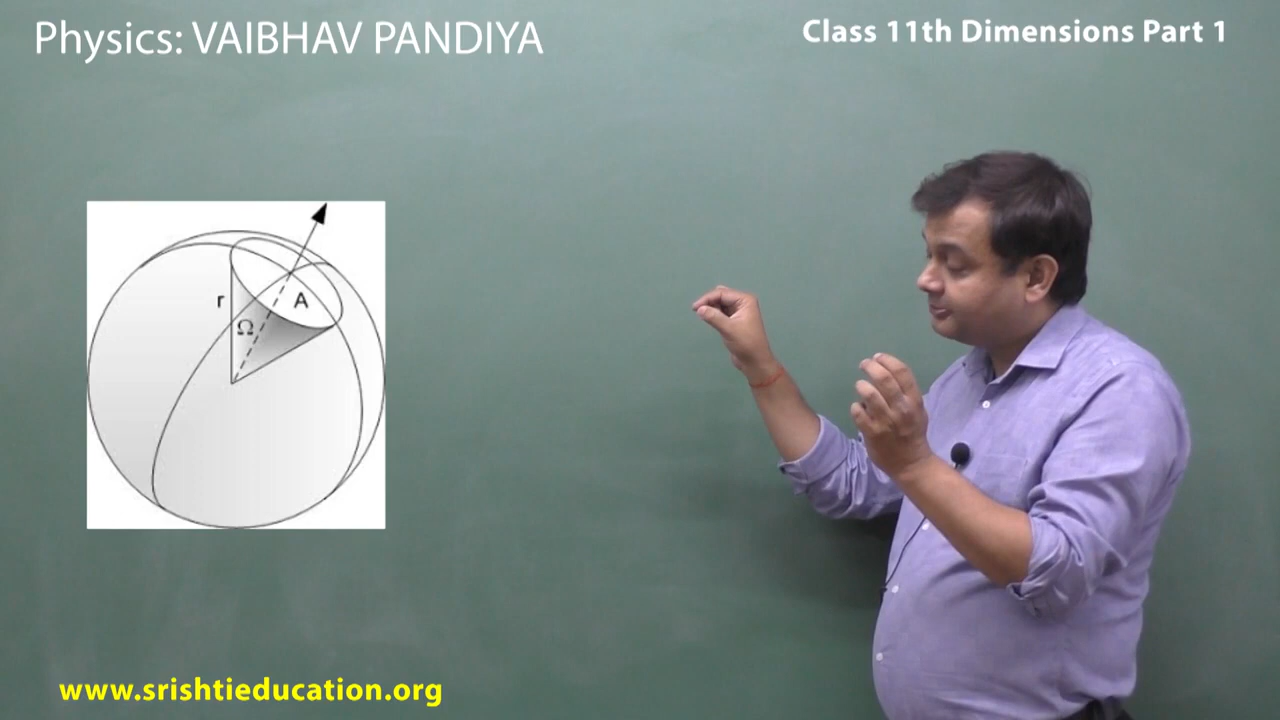 Physics: VAIBHAV PANDIYA
Class 11th Dimensions Part 1
r
A
Ω
www.srishtieducation.org